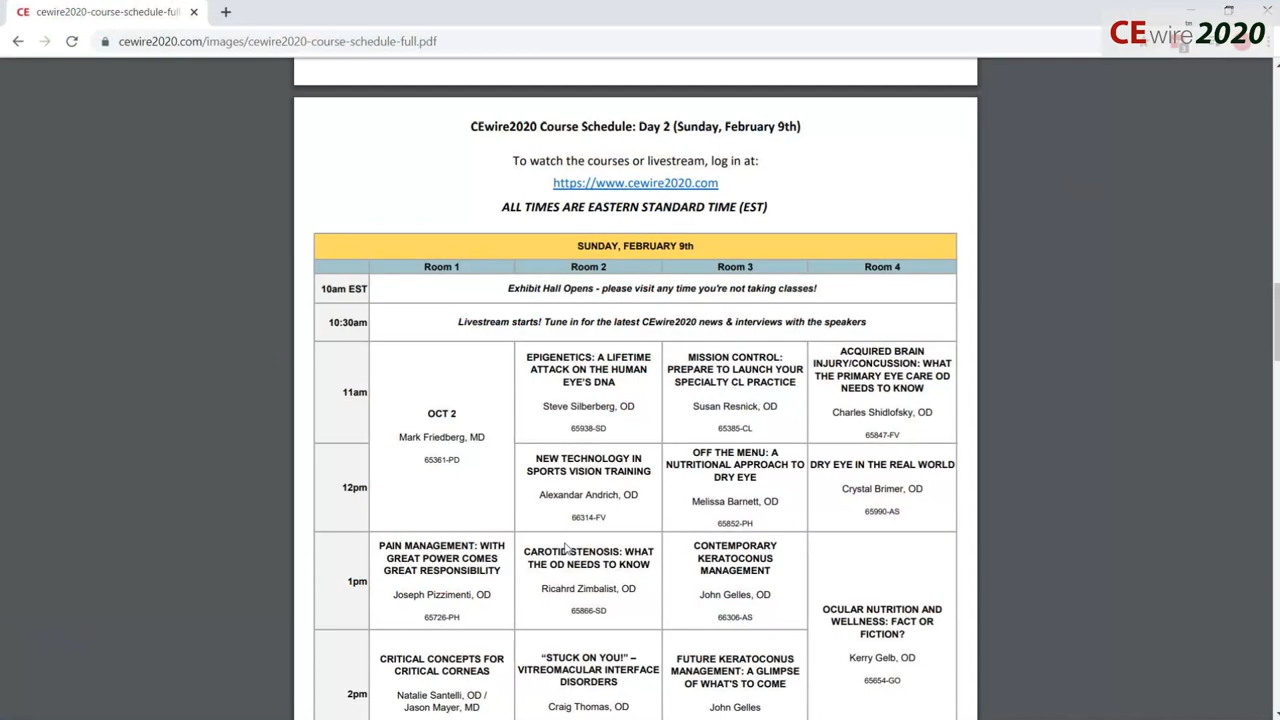 cewire2020-course-schedule-full.
cewire2020.com/images/cewire2020-course-schedule-full.pdf
CEwire2020
CEwire2020 Course Schedule: Day 2 (Sunday, February 9th)
To watch the courses or livestream, log in at:
https://www.cewire2020.com
ALL TIMES ARE EASTERN STANDARD TIME (EST)
SUNDAY, FEBRUARY 9th
Room 1 Room 2 Room 3 Room 4
10am EST
Exhibit Hall Opens - please visit any time you're not taking classes!
10:30am
Livestream starts! Tune in for the latest CEwire2020 news & interviews with the speakers
11am
OCT 2
Mark Friedberg, MD
65361-PD
EPIGENETICS: A LIFETIME
ATTACK ON THE HUMAN
EYE'S DNA
Steve Silberberg, OD
65938-SD
MISSION CONTROL:
PREPARE TO LAUNCH YOUR
SPECIALTY CL PRACTICE
Susan Resnick, OD
65385-CL
ACQUIRED BRAIN
INJURY/CONCUSSION: WHAT
THE PRIMARY EYE CARE OD
NEEDS TO KNOW
Charles Shidlofsky, OD
65847-FV
12pm
NEW TECHNOLOGY IN
SPORTS VISION TRAINING
Alexandar Andrich, OD
66314-FV
OFF THE MENU: A
NUTRITIONAL APPROACH TO
DRY EYE
Melissa Barnett, OD
65852-PH
DRY EYE IN THE REAL WORLD
Crystal Brimer, OD
65990-AS
1pm
PAIN MANAGEMENT: WITH
GREAT POWER COMES
GREAT RESPONSIBILITY
Joseph Pizzimenti, OD
65726-PH
CAROTID STENOSIS: WHAT
THE OD NEEDS TO KNOW
Ricahrd Zimbalist, OD
65866-SD
CONTEMPORARY
KERATOCONUS
MANAGEMENT
John Gelles, OD
66306-AS
OCULAR NUTRITION AND
WELLNESS: FACT OR
FICTION?
Kerry Gelb, OD
65654-GO
2pm
CRITICAL CONCEPTS FOR
CRITICAL CORNEAS
Natalie Santelli, OD /
Jason Mayer, MD
"STUCK ON YOU!" –
VITREOMACULAR INTERFACE
DISORDERS
Craig Thomas, OD
FUTURE KERATOCONUS
MANAGEMENT: A GLIMPSE
OF WHAT'S TO COME
John Gelles